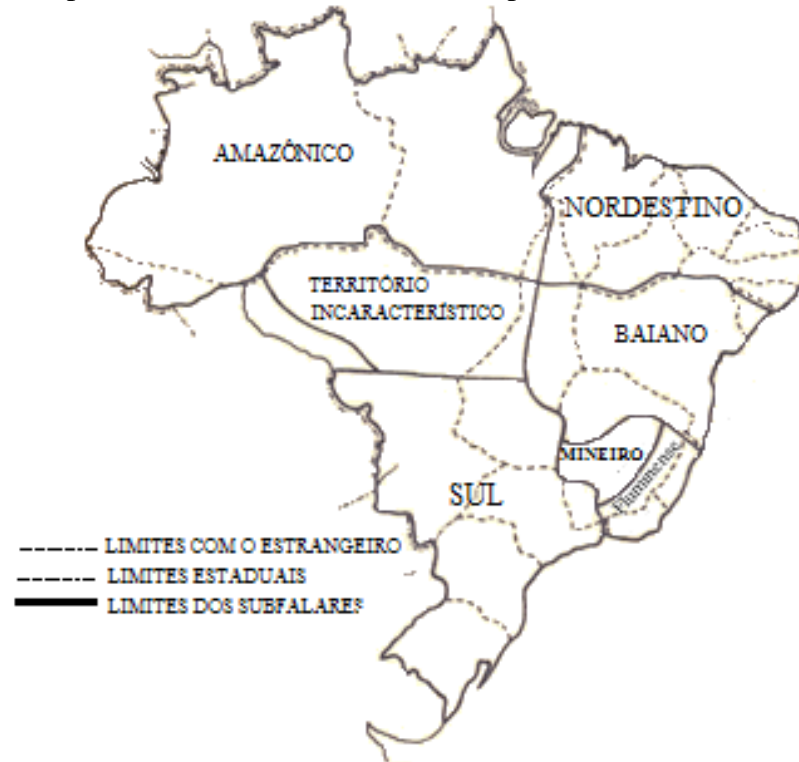 AMAZÔNICO
NORDESTINO
TERRITÓRIO
INCARACTERÍSTICO
BAIANO
MINEIRO
Fluminense
SUL
LIMITES COM O ESTRANGEIRO
LIMITES ESTADUAIS
LIMITES DOS SUBFALARES